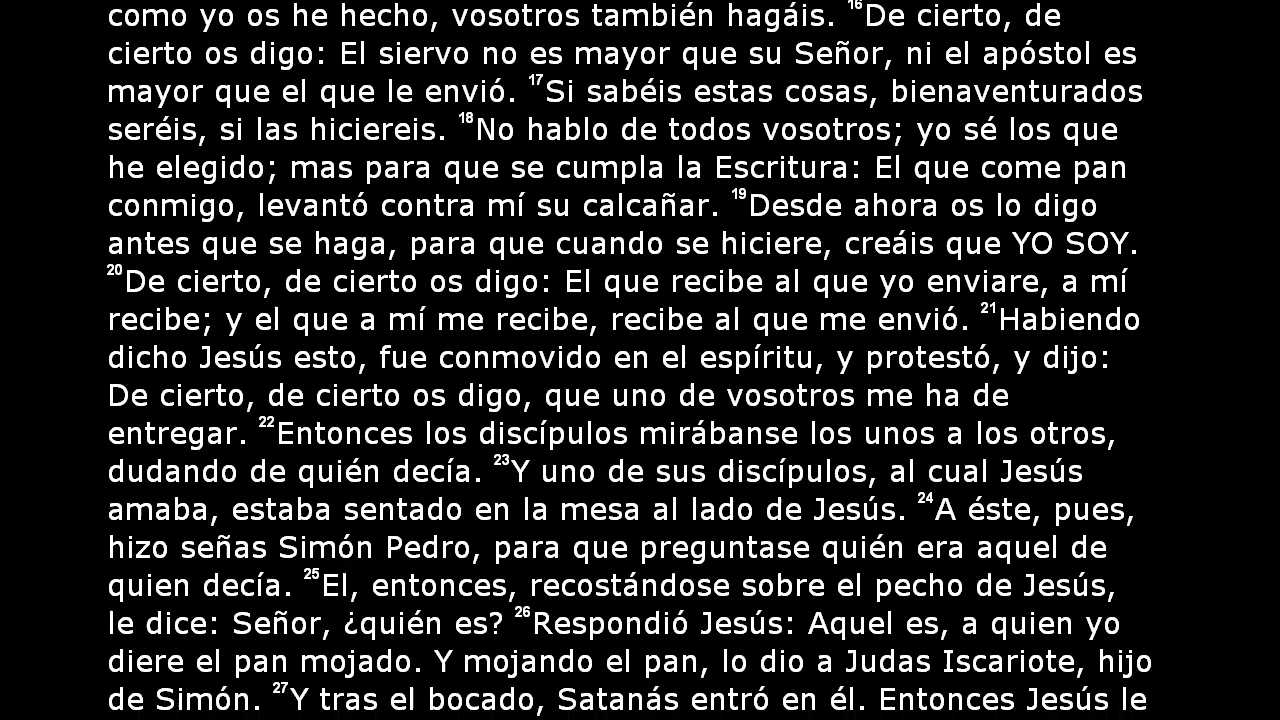 como yo os he hecho, vosotros también hagáis. 16De cierto, de
cierto os digo: El siervo no es mayor que su Señor, ni el apóstol es
mayor que el que le envió. 17Si sabéis estas cosas, bienaventurados
seréis, si las hiciereis. 18No hablo de todos vosotros; yo sé los que
he elegido; mas para que se cumpla la Escritura: El que come pan
conmigo, levantó contra mí su calcañar. 19Desde ahora os lo digo
antes que se haga, para que cuando se hiciere, creáis que YO SOY.
20De cierto, de cierto os digo: El que recibe al que yo enviare, a mí
recibe; y el que a mí me recibe, recibe al que me envió. 21Habiendo
dicho Jesús esto, fue conmovido en el espíritu, y protestó, y dijo:
De cierto, de cierto os digo, que uno de vosotros me ha de
entregar. 22Entonces los discípulos mirábanse los unos a los otros,
dudando de quién decía. 23Y uno de sus discípulos, al cual Jesús
amaba, estaba sentado en la mesa al lado de Jesús. 24A éste, pues,
hizo señas Simón Pedro, para que preguntase quién era aquel de
quien decía. 25El, entonces, recostándose sobre el pecho de Jesús,
le dice: Señor, ¿quién es? 26Respondió Jesús: Aquel es, a quien yo
diere el pan mojado. Y mojando el pan, lo dio a Judas Iscariote, hijo
de Simón. 27Y tras el bocado, Satanás entró en él. Entonces Jesús le